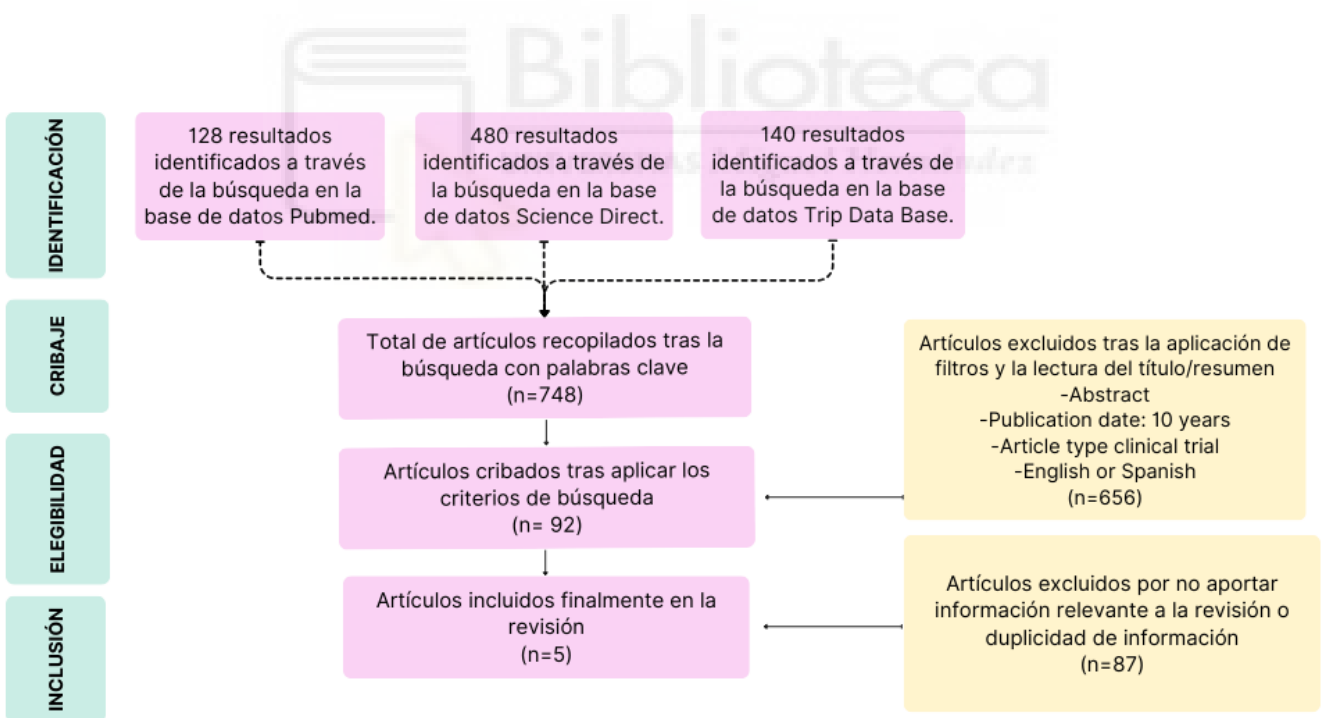 Biblioteca
IDENTIFICACIÓN
128 resultados
identificados a través
de la búsqueda en la
base de datos Pubmed.
480 resultados
identificados a través de
la búsqueda en la base
de datos Science Direct.
140 resultados
identificados a través de
la búsqueda en la base
de datos Trip Data Base.
CRIBAJE
Total de artículos recopilados tras la
búsqueda con palabras clave
(n=748)
Artículos excluidos tras la aplicación de
filtros y la lectura del título/resumen
-Abstract
-Publication date: 10 years
-Article type clinical trial
-English or Spanish
(n=656)
ELEGIBILIDAD
Artículos cribados tras aplicar los
criterios de búsqueda
(n= 92)
INCLUSIÓN
Artículos incluidos finalmente en la
revisión
(n=5)
Artículos excluidos por no aportar
información relevante a la revisión o
duplicidad de información
(n=87)